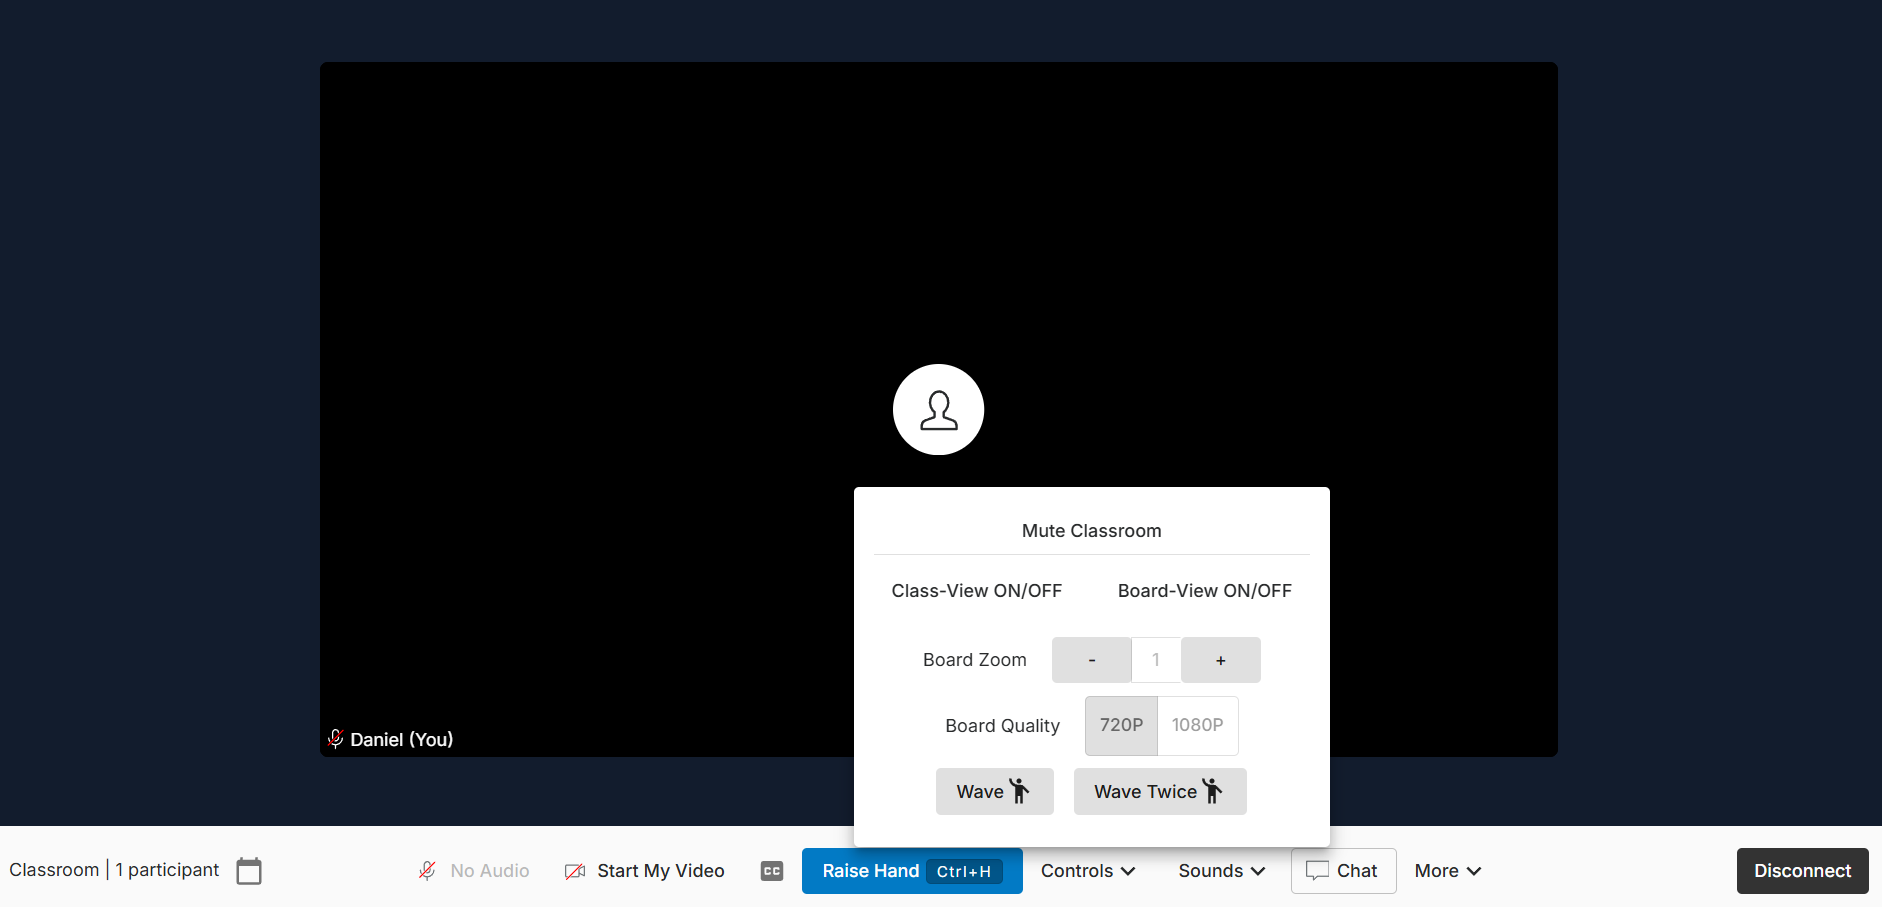 Daniel (You)
Mute Classroom
Class-View ON/OFF Board-View ON/OFF
Board Zoom - 1 +
Board Quality 720P 1080P
Wave Wave Twice
Classroom | 1 participant No Audio Start My Video CC Raise Hand Ctrl+H Controls Sounds Chat More Disconnect